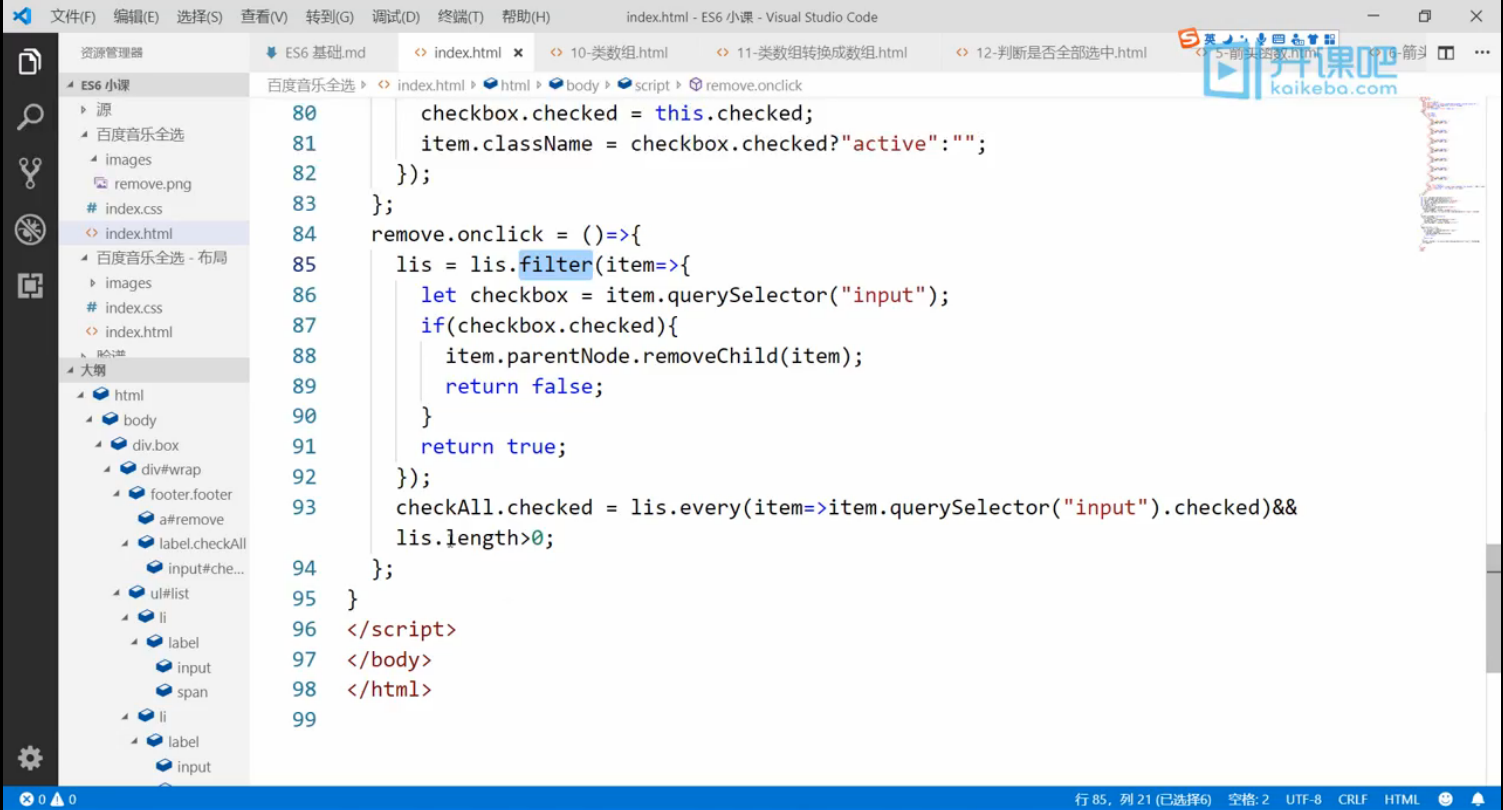 文件(F) 编辑(E) 选择(S) 查看(V) 转到(G) 调试(D) 终端(T) 帮助(H) index.html - ES6 小课 - Visual Studio Code
资源管理器
ES6 基础.md index.html 10-类数组.html 11-类数组转换成数组.html 12-判断是否全部选中.html 5-箭头函数.html 6-箭头
英
开课吧
kaikeba.com
百度音乐全选 index.html html body script remove.onclick
ES6 小课
源
百度音乐全选
images
remove.png
index.css
index.html
百度音乐全选 - 布局
images
index.css
index.html
大纲
html
body
div.box
div#wrap
footer.footer
a#remove
label.checkAll
input#che...
ul#list
li
label
input
span
li
label
input
80 checkbox.checked = this.checked;
81 item.className = checkbox.checked?"active":"";
82 });
83 };
84 remove.onclick = ()=>{
85 lis = lis.filter(item=>{
86 let checkbox = item.querySelector("input");
87 if(checkbox.checked){
88 item.parentNode.removeChild(item);
89 return false;
90 }
91 return true;
92 });
93 checkAll.checked = lis.every(item=>item.querySelector("input").checked)&&
lis.length>0;
94 };
95 }
96 </script>
97 </body>
98 </html>
99
0 0 行 85，列 21 (已选择6) 空格: 2 UTF-8 CRLF HTML